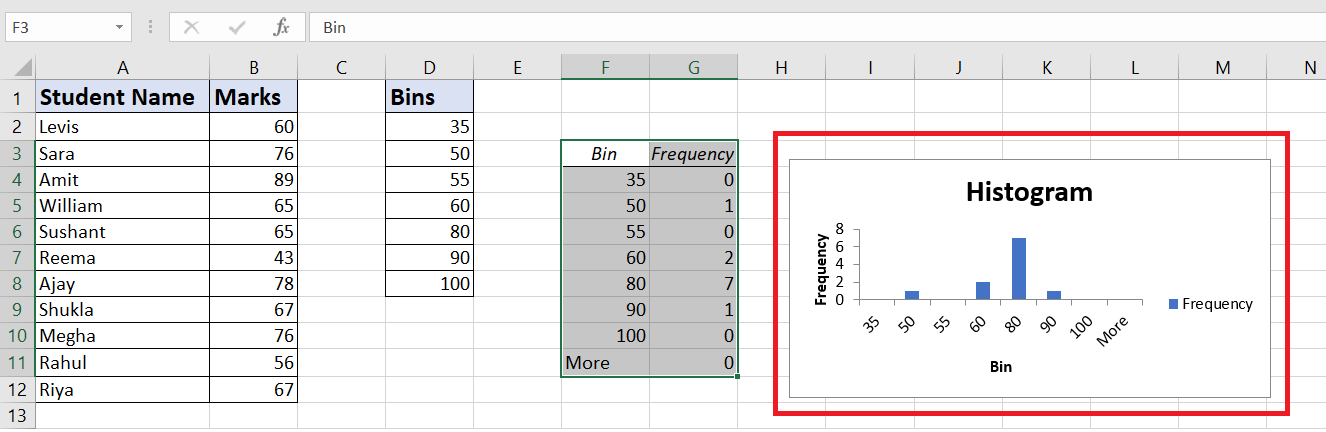 F3 fx Bin
A B C D E F G H I J K L M N
1 Student Name Marks Bins
2 Levis 60 35
3 Sara 76 50 Bin Frequency
4 Amit 89 55 35 0
5 William 65 60 50 1
6 Sushant 65 80 55 0
7 Reema 43 90 60 2
8 Ajay 78 100 80 7
9 Shukla 67 90 1
10 Megha 76 100 0
11 Rahul 56 More 0
12 Riya 67
13
Histogram
Frequency
8
6
4
2
0
35 50 55 60 80 90 100 More
Bin
Frequency